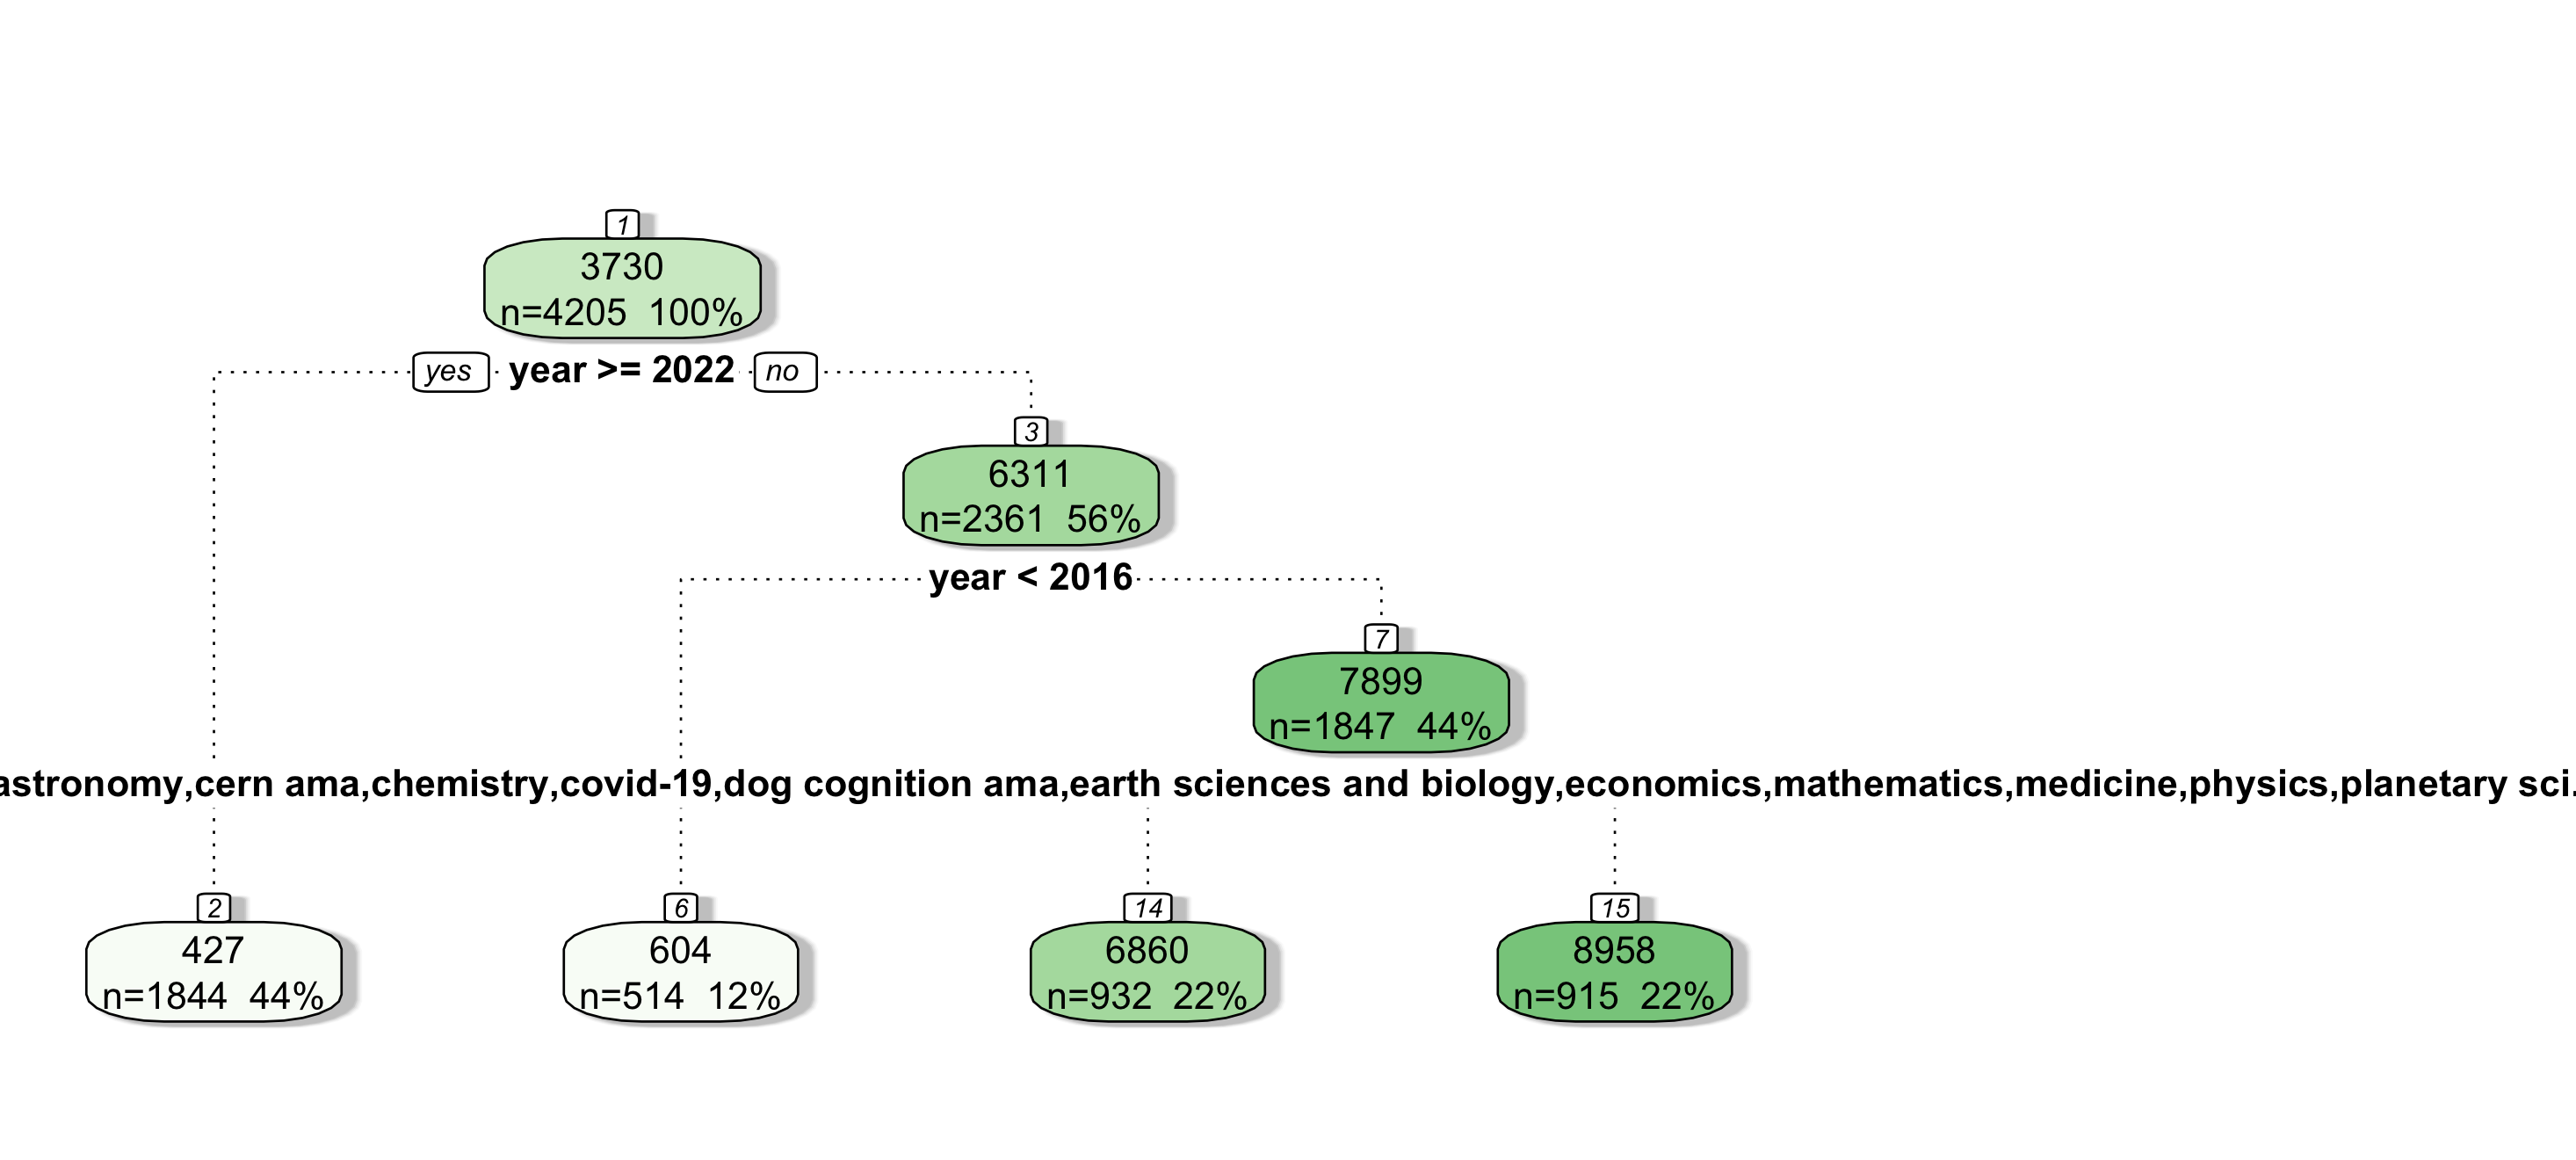 1
3730
n=4205 100%
yes year >= 2022 no
3
6311
n=2361 56%
year < 2016
7
7899
n=1847 44%
astronomy,cern ama,chemistry,covid-19,dog cognition ama,earth sciences and biology,economics,mathematics,medicine,physics,planetary sci.
2
427
n=1844 44%
6
604
n=514 12%
14
6860
n=932 22%
15
8958
n=915 22%